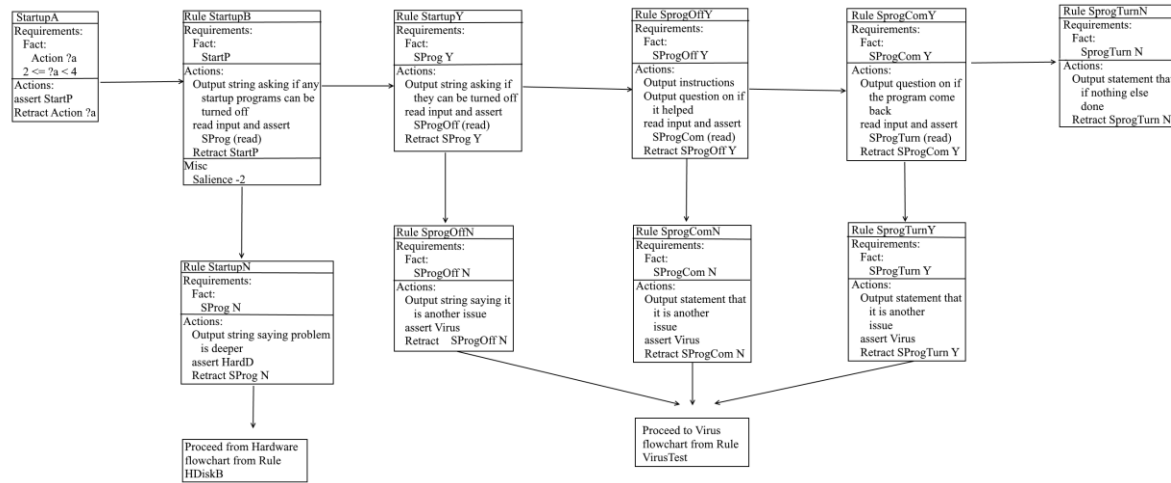 StartupA
Requirements:
Fact:
Action ?a
2 <= ?a < 4
Actions:
assert StartP
Retract Action ?a
Rule StartupB
Requirements:
Fact:
StartP
Actions:
Output string asking if any
startup programs can be
turned off
read input and assert
SProg (read)
Retract StartP
Misc
Salience -2
Rule StartupY
Requirements:
Fact:
SProg Y
Actions:
Output string asking if
they can be turned off
read input and assert
SProgOff (read)
Retract SProg Y
Rule SprogOffY
Requirements:
Fact:
SProgOff Y
Actions:
Output instructions
Output question on if
it helped
read input and assert
SProgCom (read)
Retract SProgOff Y
Rule SprogComY
Requirements:
Fact:
SProgCom Y
Actions:
Output question on if
the program come
back
read input and assert
SProgTurn (read)
Retract SProgCom Y
Rule SprogTurnN
Requirements:
Fact:
SprogTurn N
Actions:
Output statement that
if nothing else
done
Retract SprogTurn N
Rule StartupN
Requirements:
Fact:
SProg N
Actions:
Output string saying problem
is deeper
assert HardD
Retract SProg N
Rule SprogOffN
Requirements:
Fact:
SProgOff N
Actions:
Output string saying it
is another issue
assert Virus
Retract SProgOff N
Rule SprogComN
Requirements:
Fact:
SProgCom N
Actions:
Output statement that
it is another
issue
assert Virus
Retract SProgCom N
Rule SprogTurnY
Requirements:
Fact:
SProgTurn Y
Actions:
Output statement that
it is another
issue
assert Virus
Retract SProgTurn Y
Proceed from Hardware
flowchart from Rule
HDiskB
Proceed to Virus
flowchart from Rule
VirusTest